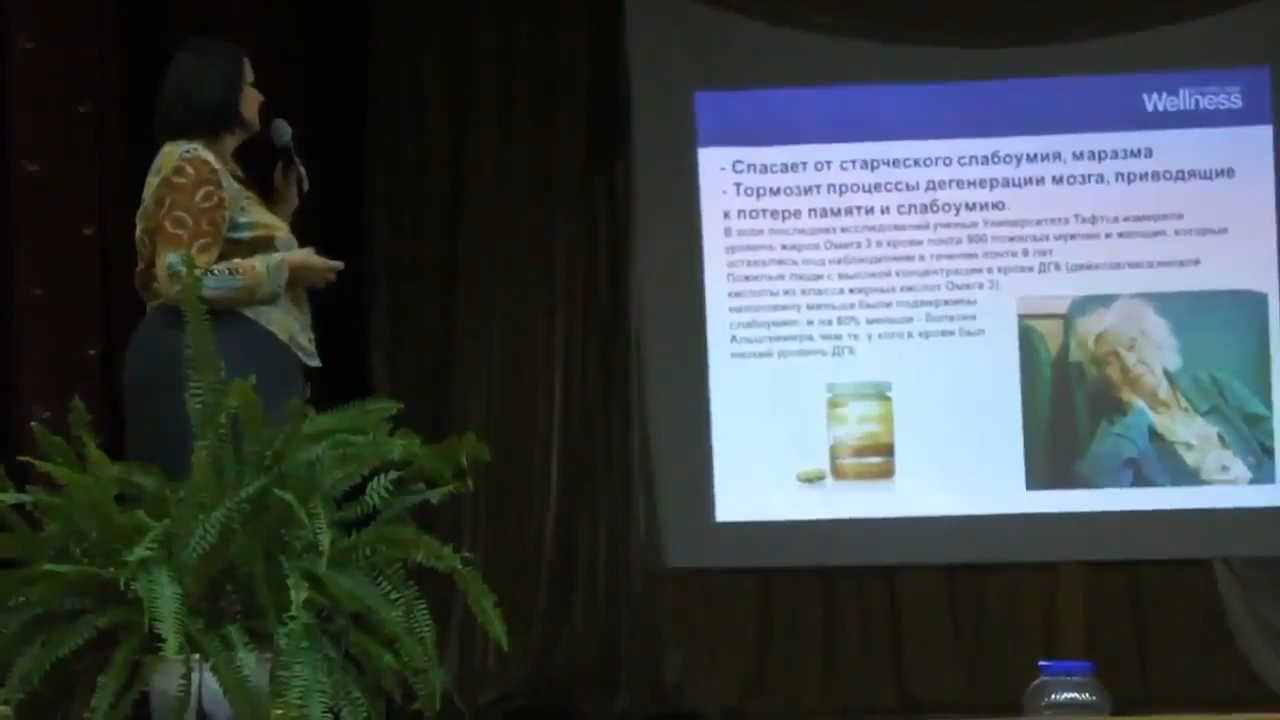 Wellness
- Спасает от старческого слабоумия, маразма
- Тормозит процессы дегенерации мозга, приводящие
к потере памяти и слабоумию.
В ходе последних исследований ученые Университета Тафтса измеряли
уровень жиров Омега 3 в крови почти 900 пожилых мужчин и женщин, которые
оставались под наблюдением в течение почти 9 лет.
Пожилые люди с высокой концентрации в крови ДГК (докозагексаеновой
кислоты из класса жирных кислот Омега 3),
наполовину меньше были подвержены
слабоумию, и на 60% меньше - болезни
Альцгеймера, чем те, у кого в крови был
низкий уровень ДГК